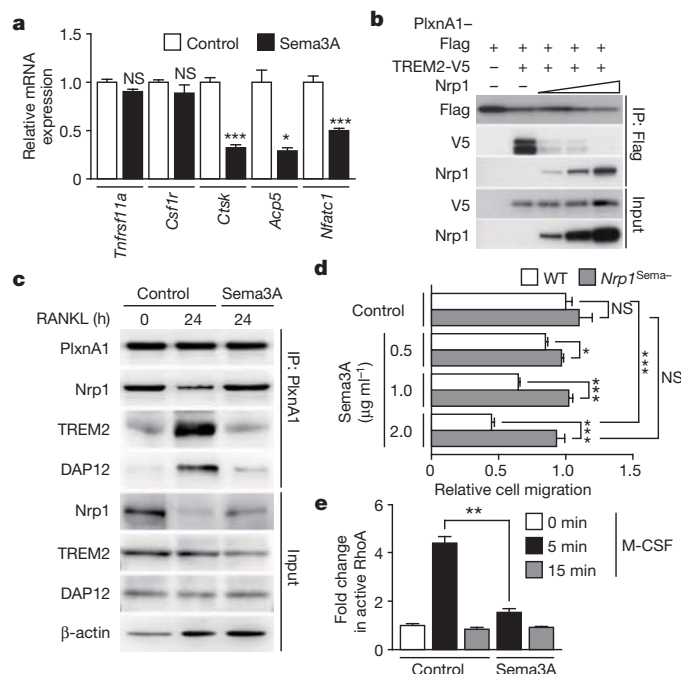 a
1.5
1.0
0.5
0
Relative mRNA
expression
Control
Sema3A
NS
NS
***
*
***
Tnfrsf11a
Csf1r
Ctsk
Acp5
Nfatc1
b
PlxnA1–
Flag + + + + +
TREM2-V5 – + + + +
Nrp1 – –
Flag
V5
Nrp1
V5
Nrp1
IP: Flag
Input
c
Control Sema3A
RANKL (h) 0 24 24
PlxnA1
Nrp1
TREM2
DAP12
Nrp1
TREM2
DAP12
β-actin
IP: PlxnA1
Input
d
WT Nrp1Sema–
Control
Sema3A
(μg ml–1)
0.5
1.0
2.0
NS
*
***
***
***
NS
0 0.5 1.0 1.5
Relative cell migration
e
6
4
2
0
Fold change
in active RhoA
**
0 min
5 min
15 min
M-CSF
Control Sema3A